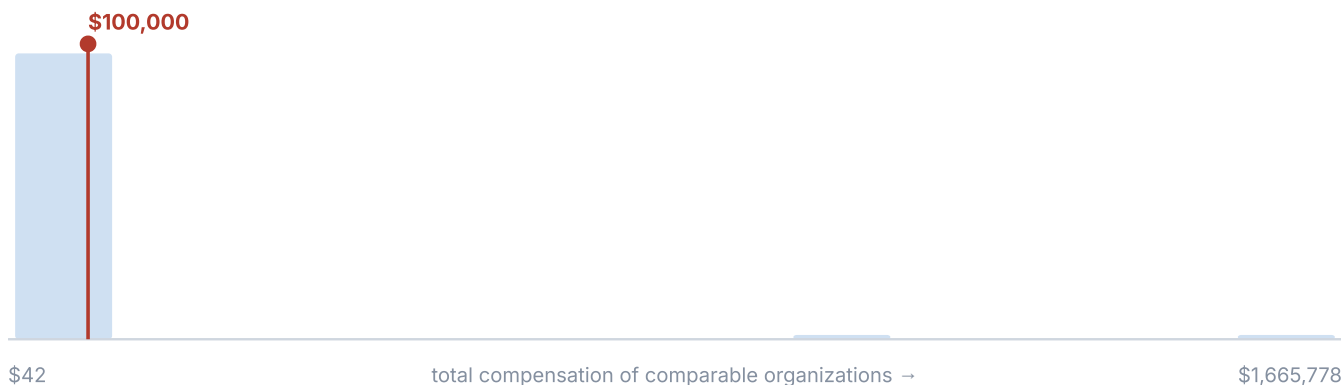 $100,000
$42 total compensation of comparable organizations → $1,665,778